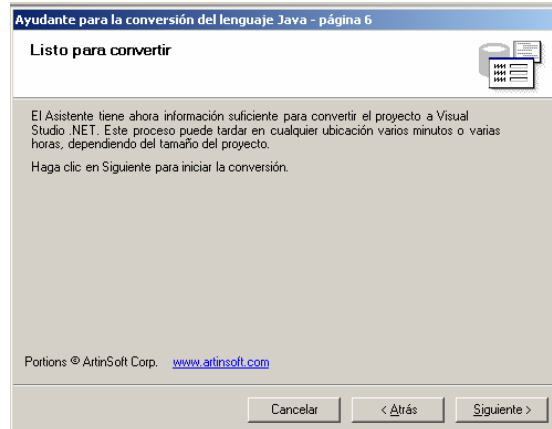 Ayudante para la conversión del lenguaje Java - página 6
Listo para convertir
El Asistente tiene ahora información suficiente para convertir el proyecto a Visual
Studio .NET. Este proceso puede tardar en cualquier ubicación varios minutos o varias
horas, dependiendo del tamaño del proyecto.
Haga clic en Siguiente para iniciar la conversión.
Portions © ArtinSoft Corp. www.artinsoft.com
Cancelar < Atrás Siguiente >